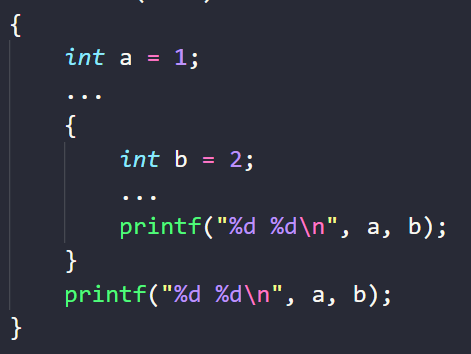 {
    int a = 1;
    ...
    {
        int b = 2;
        ...
        printf("%d %d\n", a, b);
    }
    printf("%d %d\n", a, b);
}